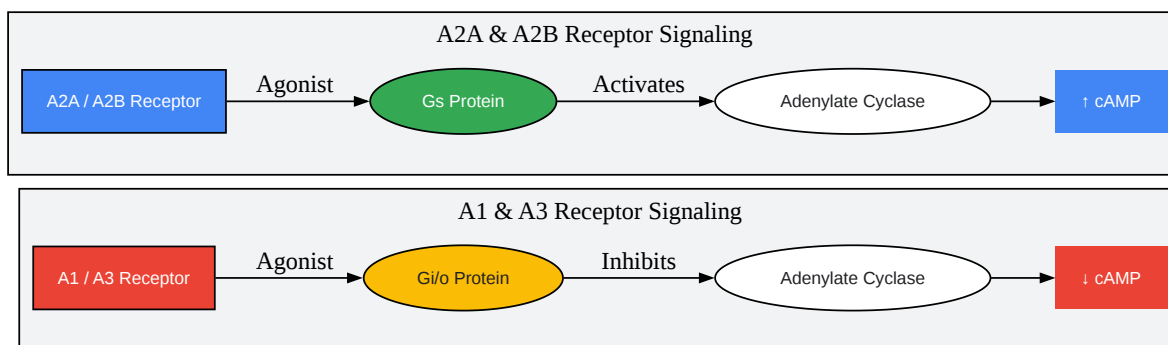 A2A & A2B Receptor Signaling
A2A / A2B Receptor
Agonist
Gs Protein
Activates
Adenylate Cyclase
↑ cAMP
A1 & A3 Receptor Signaling
A1 / A3 Receptor
Agonist
Gi/o Protein
Inhibits
Adenylate Cyclase
↓ cAMP